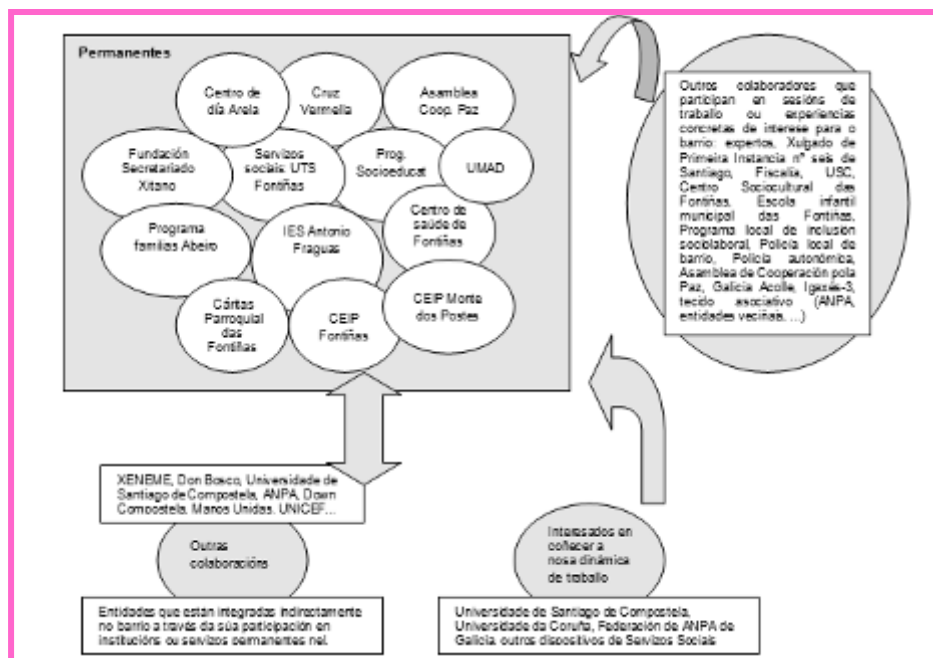 Permanentes
Centro de
día Arela
Cruz
Vermella
Asamblea
Coop. Paz
Fundación
Secretariado
Xitano
Servizos
sociais: UTS
Fontiñas
Prog.
Socioeducat
UMAD
Programa
familias Abeiro
IES Antonio
Fraguas
Centro de
saúde de
Fontiñas
Cáritas
Parroquial
das
Fontiñas
CEIP
Fontiñas
CEIP Monte
dos Postes
Outros colaboradores que
participan en sesións de
traballo ou experiencias
concretas de interese para o
barrio: expertos, Xulgado de
Primeira Instancia nº seis de
Santiago, Fiscalía, USC,
Centro Sociocultural das
Fontiñas, Escola infantil
municipal das Fontiñas,
Programa local de inclusion
sociolaboral, Policía local de
barrio, Policía autonómica,
Asamblea de Cooperación pola
Paz, Galicia Acolle, Igaxés-3,
tecido asociativo (ANPA,
entidades veciñais, ...)
XENEME, Don Bosco, Universidade de
Santiago de Compostela, ANPA, Down
Compostela, Manos Unidas, UNICEF...
Outras
colaboracións
Entidades que están integradas indirectamente
no barrio a través da súa participación en
institucións ou servizos permanentes nel.
Interesados en
coñecer a
nosa dinámica
de traballo
Universidade de Santiago de Compostela,
Universidade da Coruña, Federación de ANPA de
Galicia, outros dispositivos de Servizos Sociais